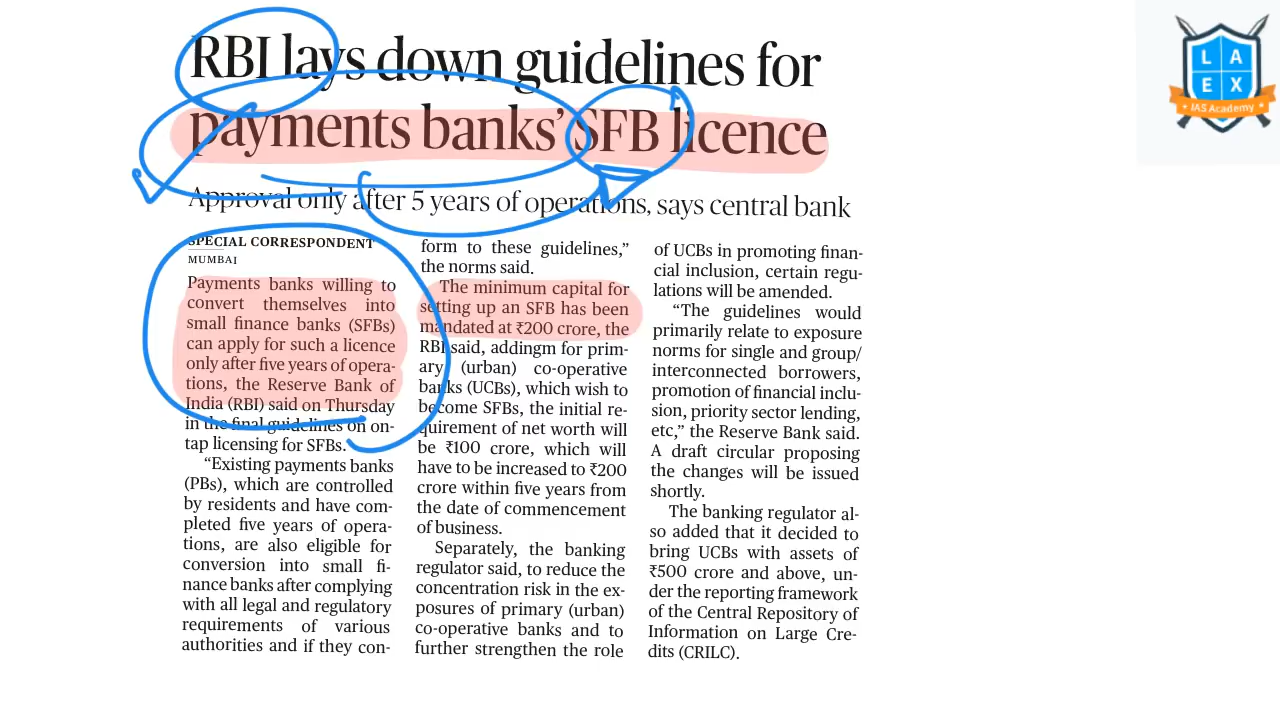 RBI lays down guidelines for
payments banks’ SFB licence
Approval only after 5 years of operations, says central bank
SPECIAL CORRESPONDENT
MUMBAI
Payments banks willing to
convert themselves into
small finance banks (SFBs)
can apply for such a licence
only after five years of opera-
tions, the Reserve Bank of
India (RBI) said on Thursday
in the final guidelines on on-
tap licensing for SFBs.
“Existing payments banks
(PBs), which are controlled
by residents and have com-
pleted five years of opera-
tions, are also eligible for
conversion into small fi-
nance banks after complying
with all legal and regulatory
requirements of various
authorities and if they con-
form to these guidelines,”
the norms said.
The minimum capital for
setting up an SFB has been
mandated at ₹200 crore, the
RBI said, addingm for prim-
ary (urban) co-operative
banks (UCBs), which wish to
become SFBs, the initial re-
quirement of net worth will
be ₹100 crore, which will
have to be increased to ₹200
crore within five years from
the date of commencement
of business.
Separately, the banking
regulator said, to reduce the
concentration risk in the ex-
posures of primary (urban)
co-operative banks and to
further strengthen the role
of UCBs in promoting finan-
cial inclusion, certain regu-
lations will be amended.
“The guidelines would
primarily relate to exposure
norms for single and group/
interconnected borrowers,
promotion of financial inclu-
sion, priority sector lending,
etc,” the Reserve Bank said.
A draft circular proposing
the changes will be issued
shortly.
The banking regulator al-
so added that it decided to
bring UCBs with assets of
₹500 crore and above, un-
der the reporting framework
of the Central Repository of
Information on Large Cre-
dits (CRILC).
L A
E X
IAS Academy